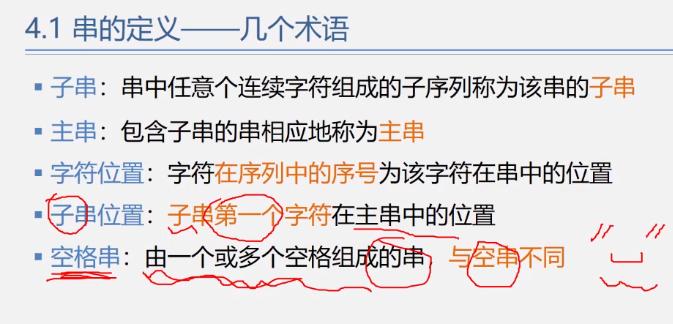 4.1 串的定义——几个术语
▪ 子串：串中任意个连续字符组成的子序列称为该串的子串
▪ 主串：包含子串的串相应地称为主串
▪ 字符位置：字符在序列中的序号为该字符在串中的位置
▪ 子串位置：子串第一个字符在主串中的位置
▪ 空格串：由一个或多个空格组成的串，与空串不同